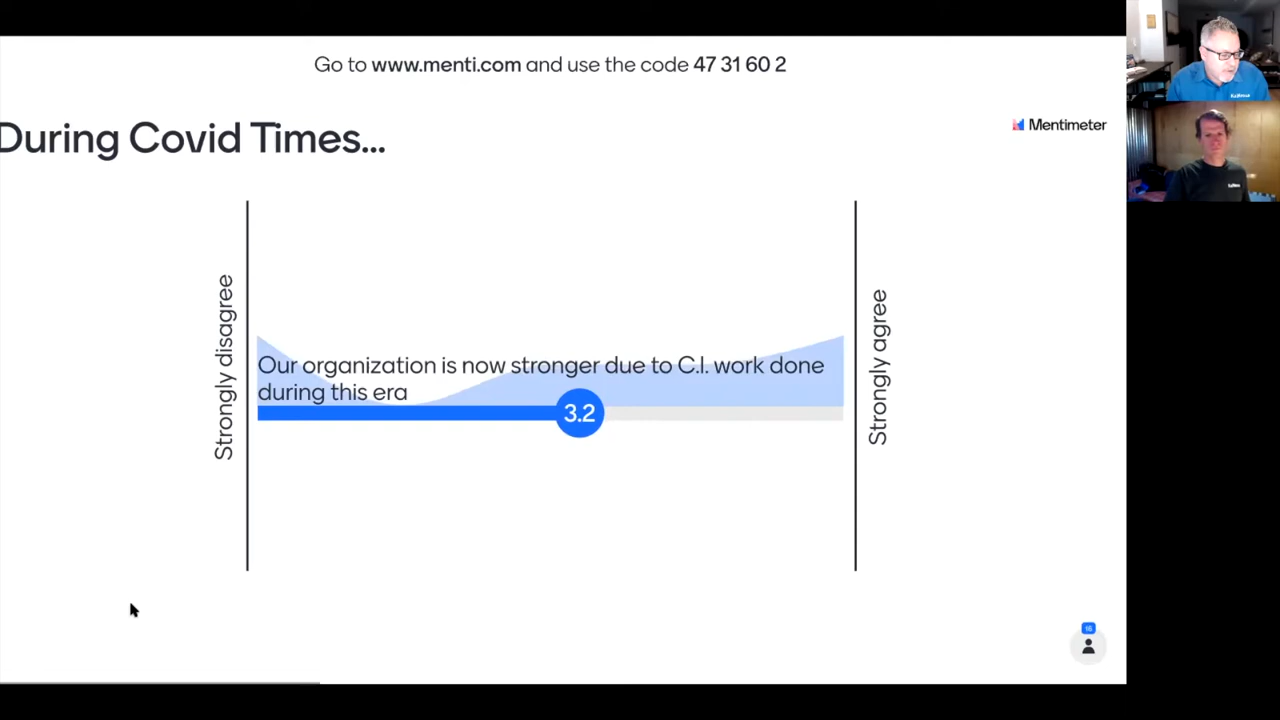 Go to www.menti.com and use the code 47 31 60 2
During Covid Times...
Mentimeter
Strongly disagree
Our organization is now stronger due to C.I. work done
during this era
3.2
Strongly agree